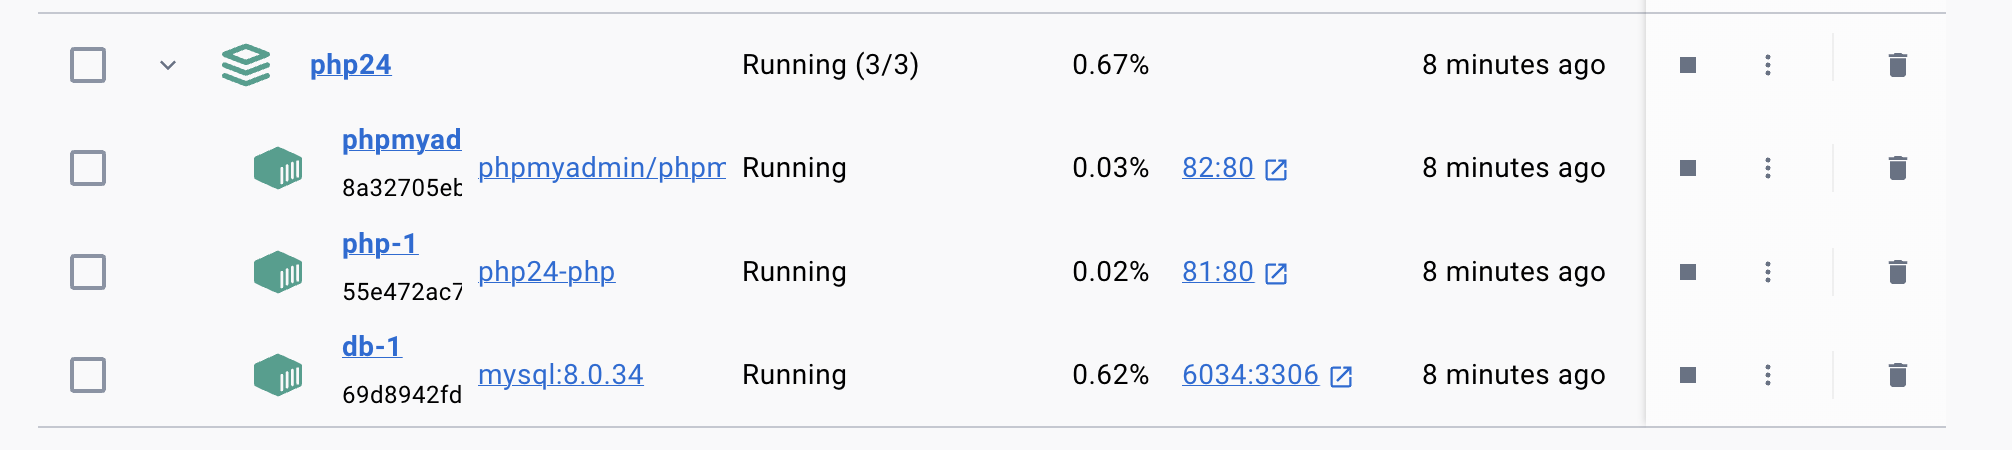 php24 Running (3/3) 0.67% 8 minutes ago
phpmyad
8a32705eb phpmyadmin/phpm Running 0.03% 82:80 8 minutes ago
php-1
55e472ac7 php24-php Running 0.02% 81:80 8 minutes ago
db-1
69d8942fd mysql:8.0.34 Running 0.62% 6034:3306 8 minutes ago